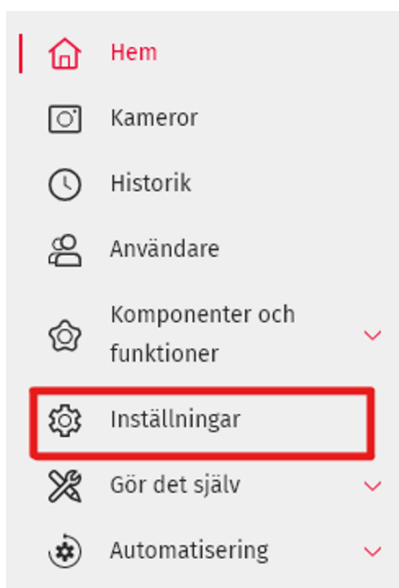 Hem
Kameror
Historik
Användare
Komponenter och
funktioner
Inställningar
Gör det själv
Automatisering